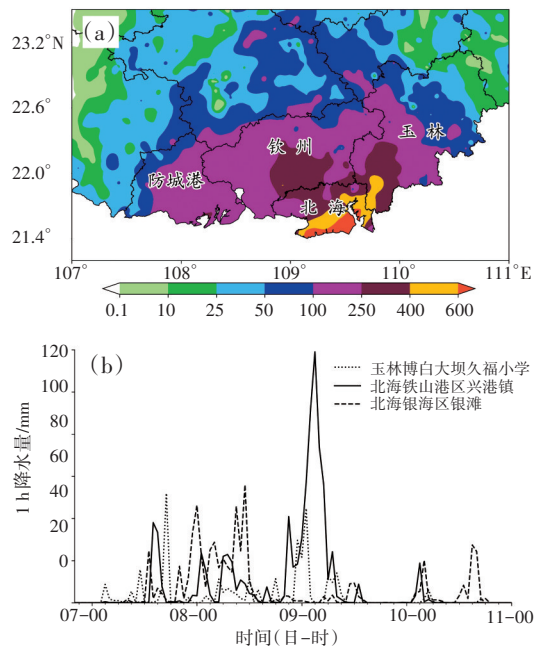 (a)
23.2°N
22.6°
22.0°
21.4°
玉林
钦州
防城港
北海
107° 108° 109° 110° 111°E
0.1 10 25 50 100 250 400 600
(b)
玉林博白大坝久福小学
北海铁山港区兴港镇
北海银海区银滩
1 h降水量/mm
120
100
80
60
40
20
0
07-00 08-00 09-00 10-00 11-00
时间(日-时)